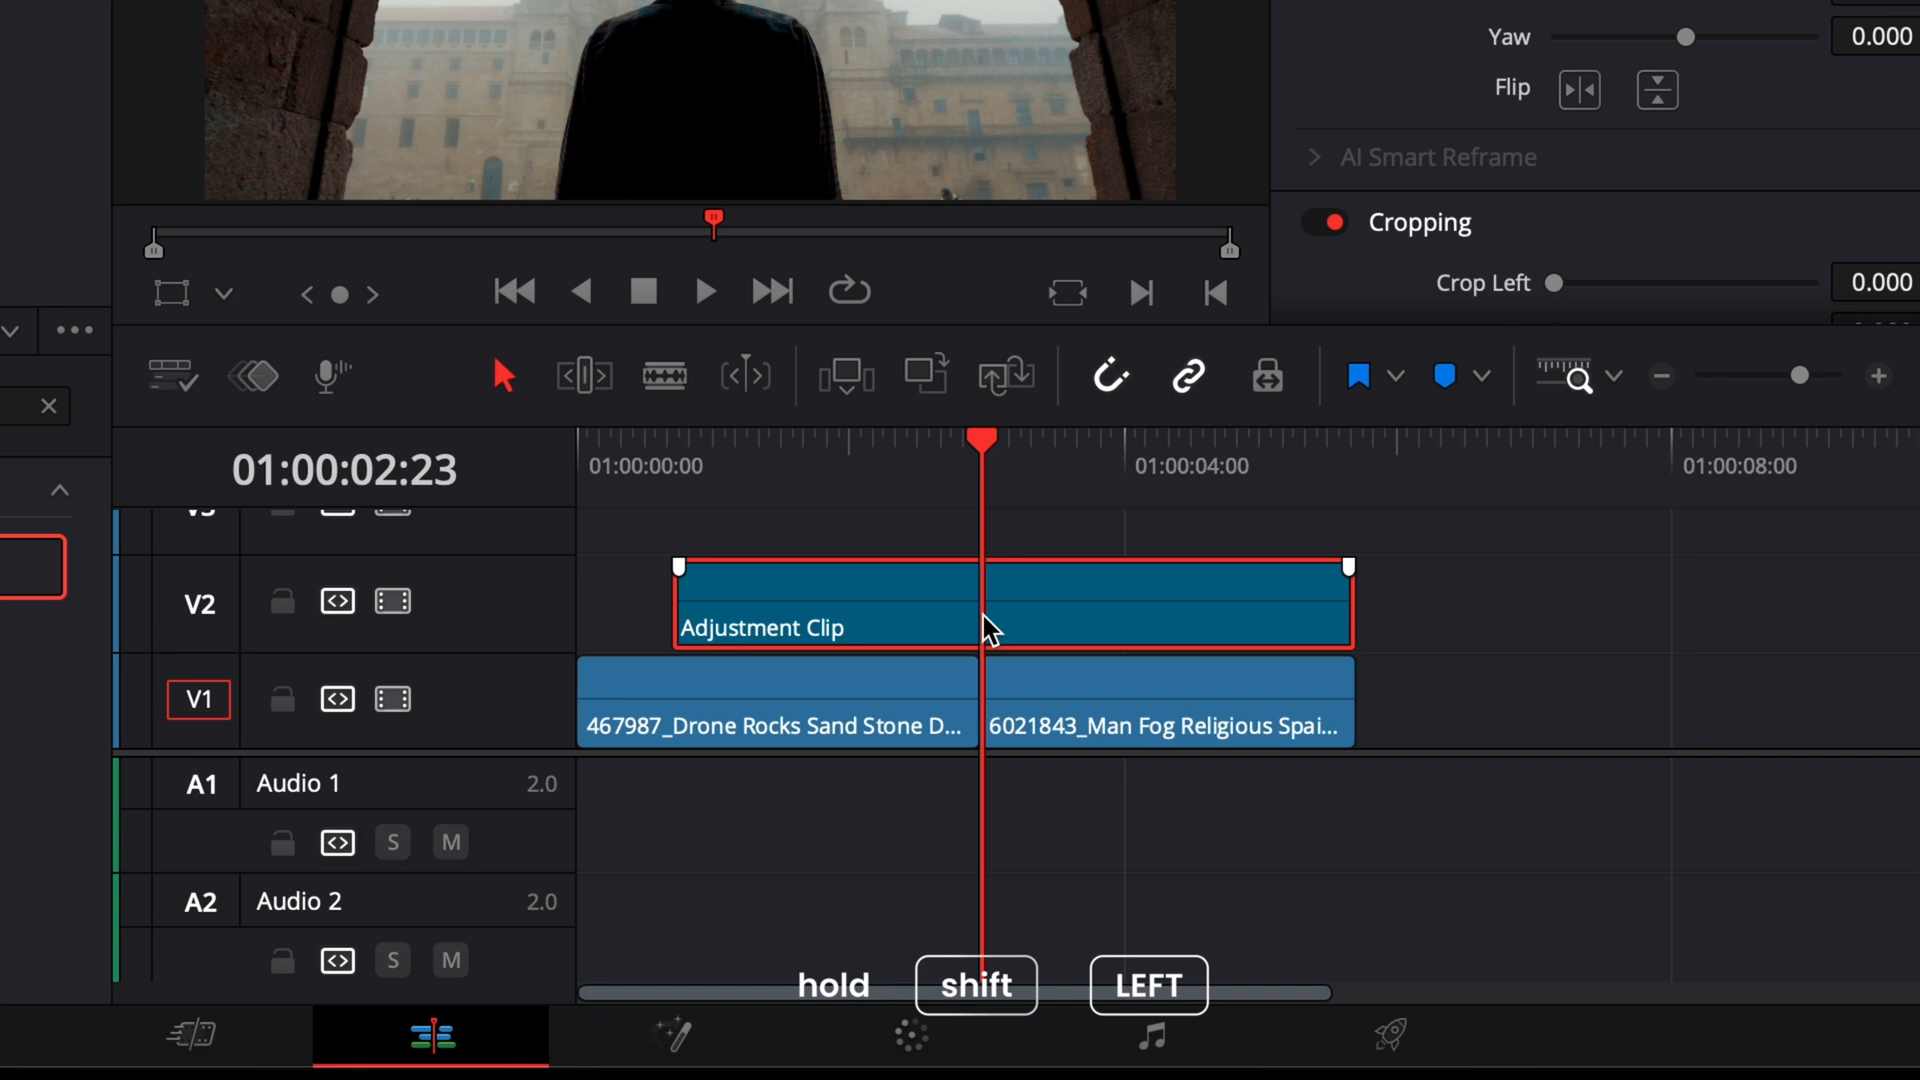 Yaw
0.000
Flip
AI Smart Reframe
Cropping
Crop Left
0.000
01:00:02:23
01:00:00:00
01:00:04:00
01:00:08:00
V2
Adjustment Clip
V1
467987_Drone Rocks Sand Stone D...
6021843_Man Fog Religious Spai...
A1
Audio 1
2.0
S
M
A2
Audio 2
2.0
S
M
hold
shift
LEFT